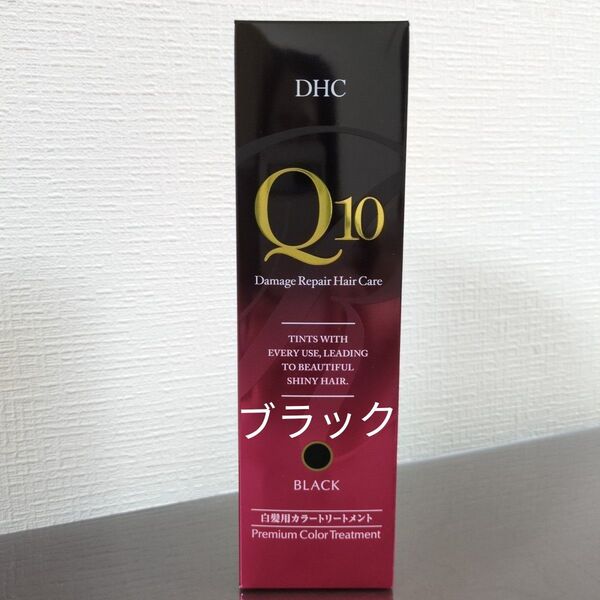 DHC
Q10
Damage Repair Hair Care
TINTS WITH
EVERY USE, LEADING
TO BEAUTIFUL
SHINY HAIR.
ブラック
BLACK
白髪用カラートリートメント
Premium Color Treatment